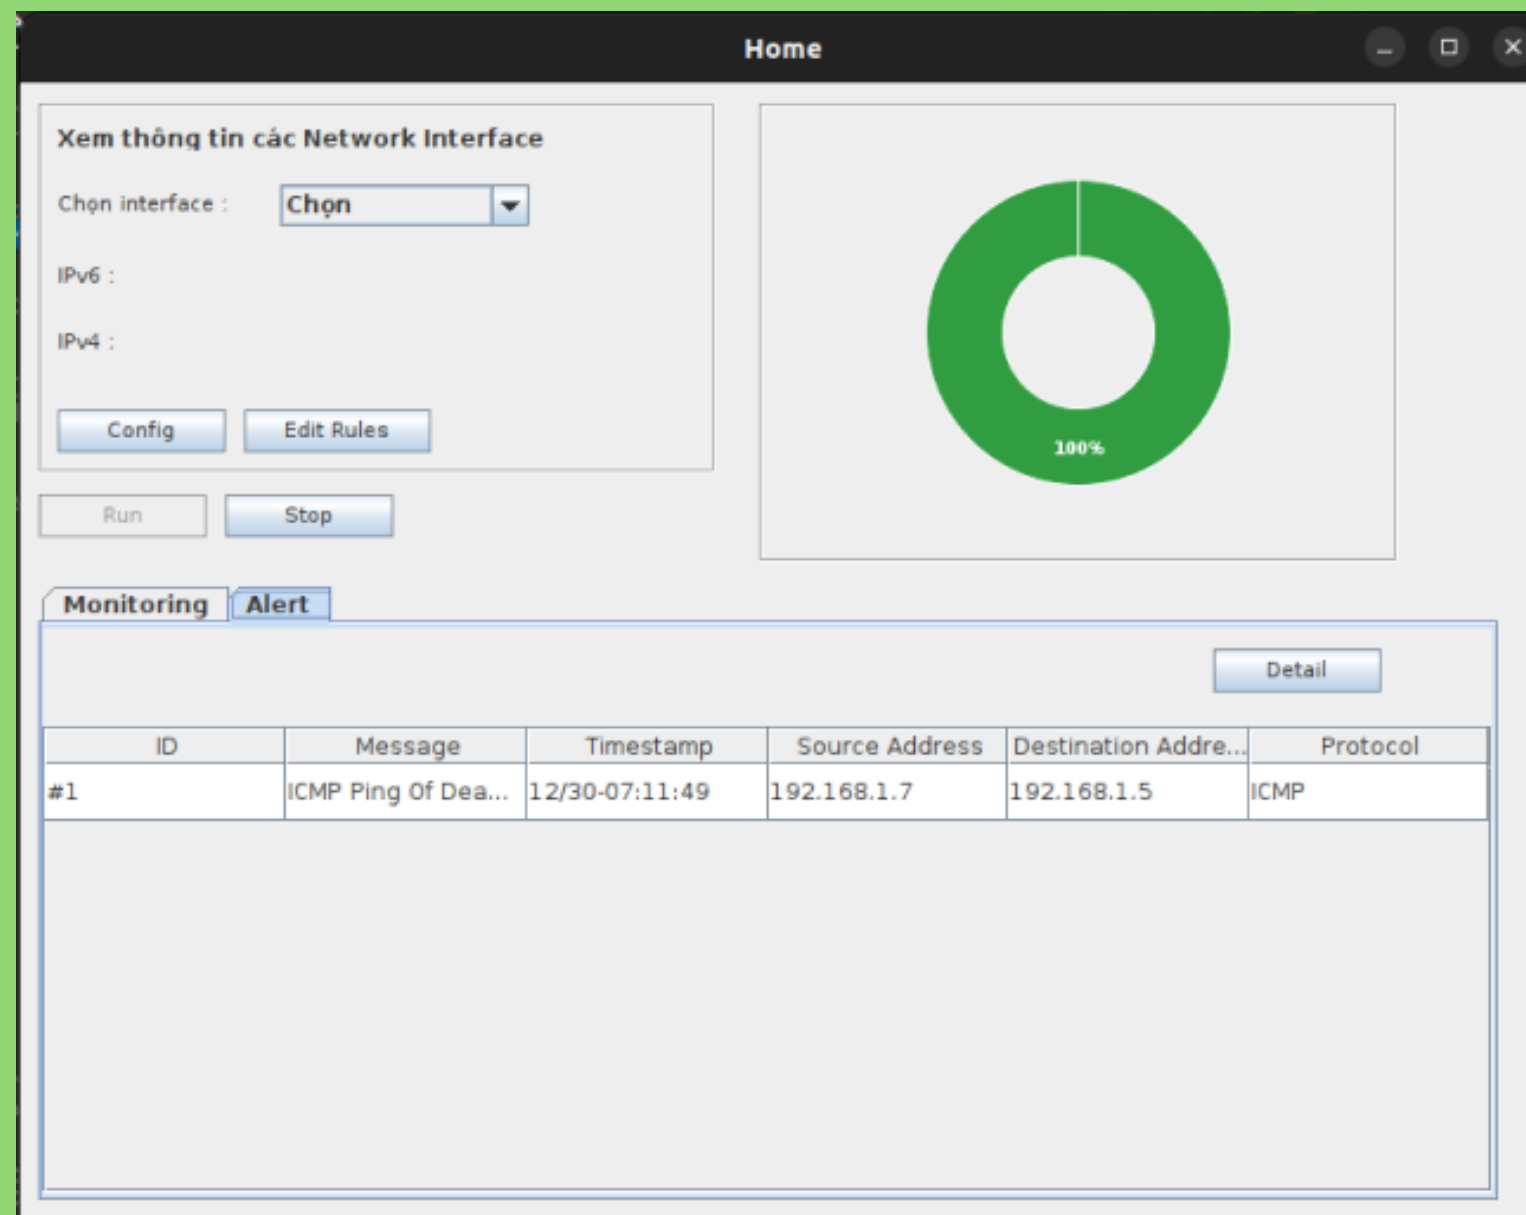 Home
Xem thông tin các Network Interface
Chọn interface :
Chọn
IPv6 :
IPv4 :
Config
Edit Rules
100%
Run
Stop
Monitoring
Alert
Detail
ID Message Timestamp Source Address Destination Addre... Protocol
#1 ICMP Ping Of Dea... 12/30-07:11:49 192.168.1.7 192.168.1.5 ICMP